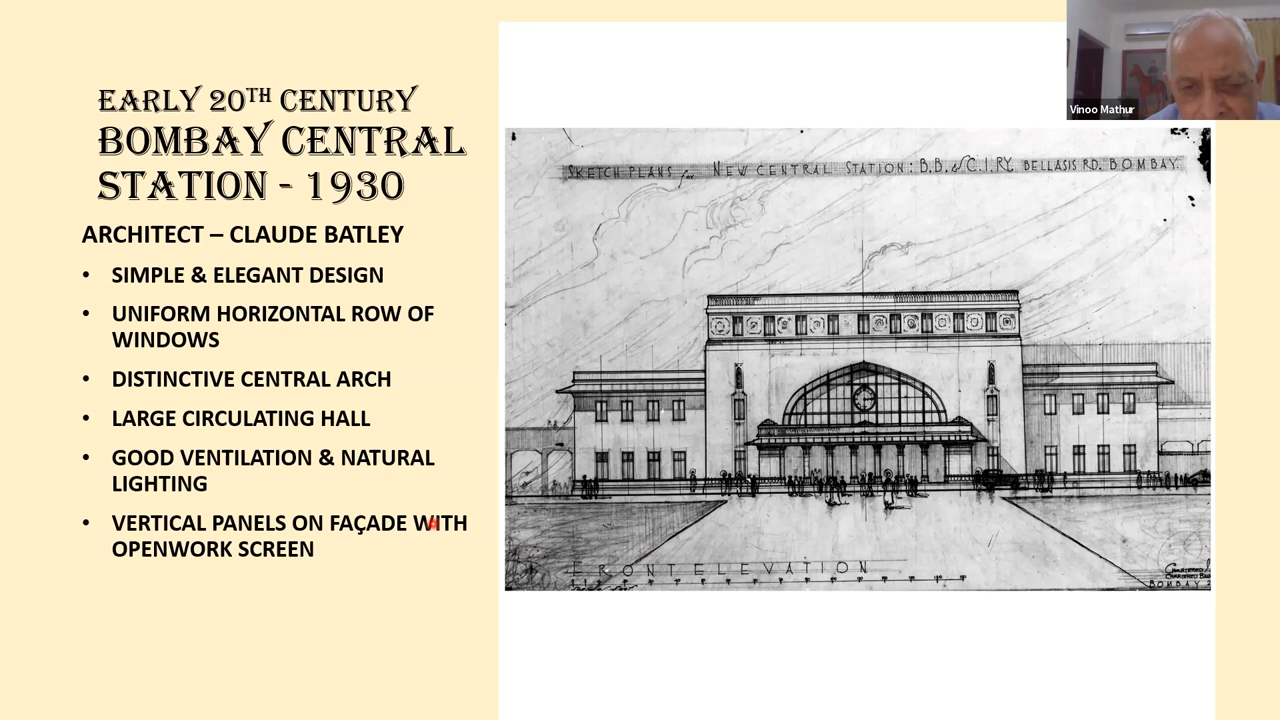 EARLY 20TH CENTURY
BOMBAY CENTRAL
STATION - 1930
ARCHITECT – CLAUDE BATLEY
• SIMPLE & ELEGANT DESIGN
• UNIFORM HORIZONTAL ROW OF
WINDOWS
• DISTINCTIVE CENTRAL ARCH
• LARGE CIRCULATING HALL
• GOOD VENTILATION & NATURAL
LIGHTING
• VERTICAL PANELS ON FAÇADE WITH
OPENWORK SCREEN
Vinoo Mathur
SKETCH PLANS for NEW CENTRAL STATION: B.B. & C.I.RY. BELLASIS RD. BOMBAY.
FRONT ELEVATION
BOMBAY